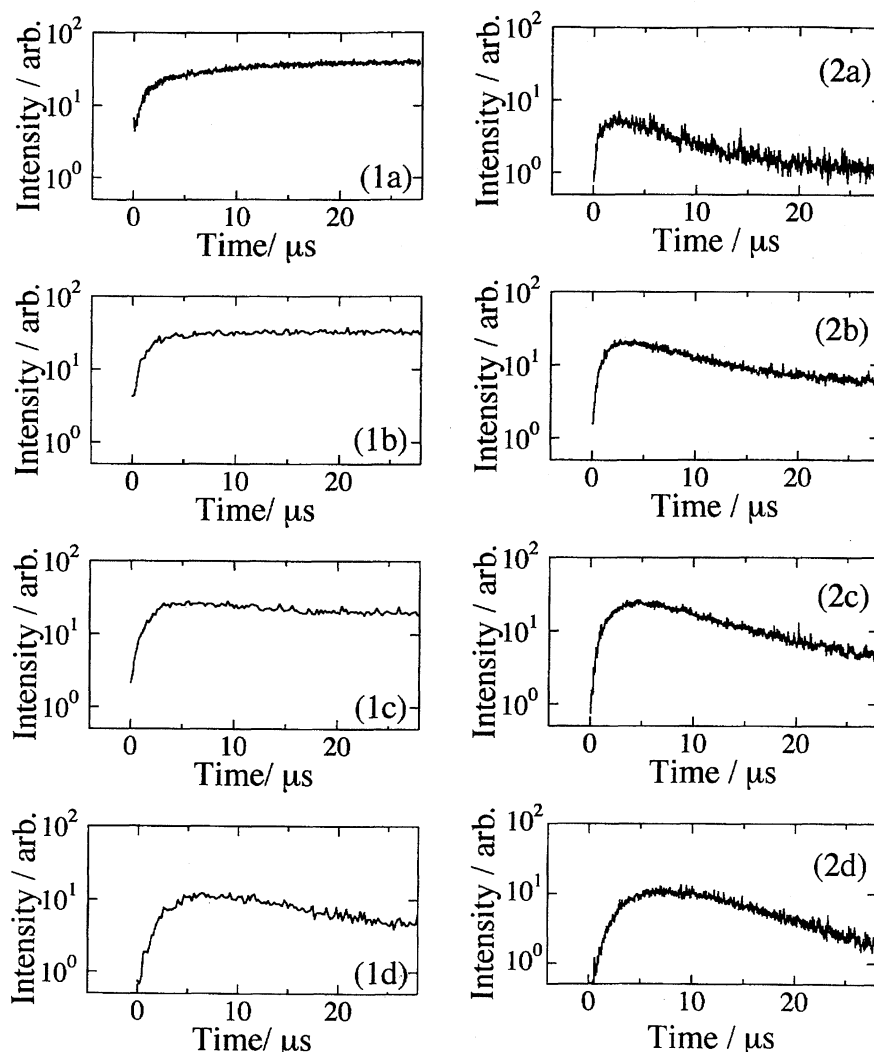 Intensity / arb.
10²
10¹
10⁰
(1a)
0 10 20
Time/ μs
Intensity / arb.
10²
10¹
10⁰
(2a)
0 10 20
Time / μs
Intensity / arb.
10²
10¹
10⁰
(1b)
0 10 20
Time/ μs
Intensity / arb.
10²
10¹
10⁰
(2b)
0 10 20
Time / μs
Intensity / arb.
10²
10¹
10⁰
(1c)
0 10 20
Time/ μs
Intensity / arb.
10²
10¹
10⁰
(2c)
0 10 20
Time / μs
Intensity / arb.
10²
10¹
10⁰
(1d)
0 10 20
Time/ μs
Intensity / arb.
10²
10¹
10⁰
(2d)
0 10 20
Time / μs